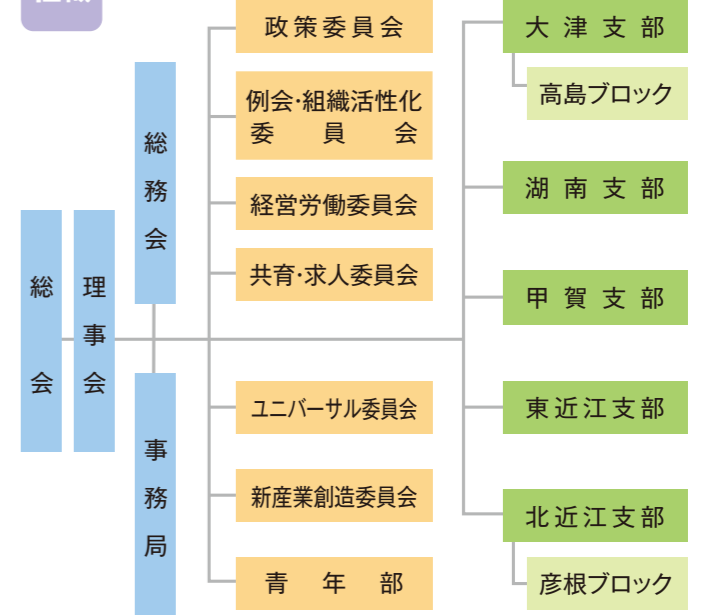 総会
理事会
総務会
事務局
政策委員会
例会・組織活性化
委員会
経営労働委員会
共育・求人委員会
ユニバーサル委員会
新産業創造委員会
青年部
大津支部
高島ブロック
湖南支部
甲賀支部
東近江支部
北近江支部
彦根ブロック